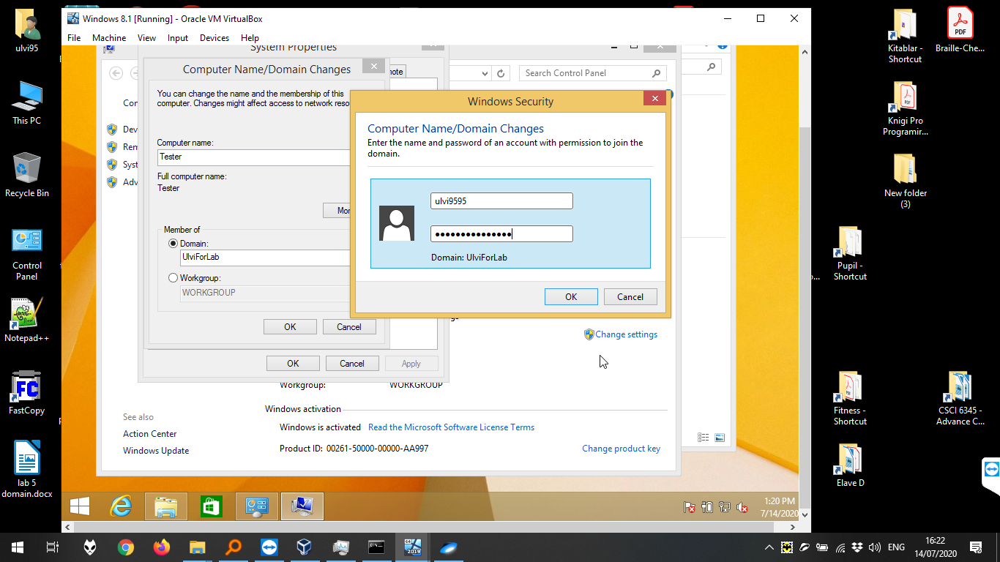 Windows 8.1 [Running] - Oracle VM VirtualBox
File Machine View Input Devices Help
System Properties
Computer Name/Domain Changes
You can change the name and the membership of this
computer. Changes might affect access to network reso
Computer name:
Tester
Full computer name:
Tester
Mor
Member of
Domain:
UlviForLab
Workgroup:
WORKGROUP
OK Cancel
OK Cancel Apply
note
Search Control Panel
Con
Dev
Rem
Syst
Adv
Windows Security
Computer Name/Domain Changes
Enter the name and password of an account with permission to join the
domain.
ulvi9595
●●●●●●●●●●●●●●●
Domain: UlviForLab
OK Cancel
Change settings
Workgroup: WORKGROUP
Windows activation
Windows is activated Read the Microsoft Software License Terms
Product ID: 00261-50000-00000-AA997
Change product key
See also
Action Center
Windows Update
1:20 PM
7/14/2020
ulvi95
This PC
Recycle Bin
Control
Panel
Notepad++
FastCopy
lab 5
domain.docx
Kitablar -
Shortcut
Braille-Che...
PDF
Knigi Pro
Programir...
New folder
(3)
Pupil -
Shortcut
Fitness -
Shortcut
CSCI 6345 -
Advance C...
Elave D
2019
ENG
16:22
14/07/2020